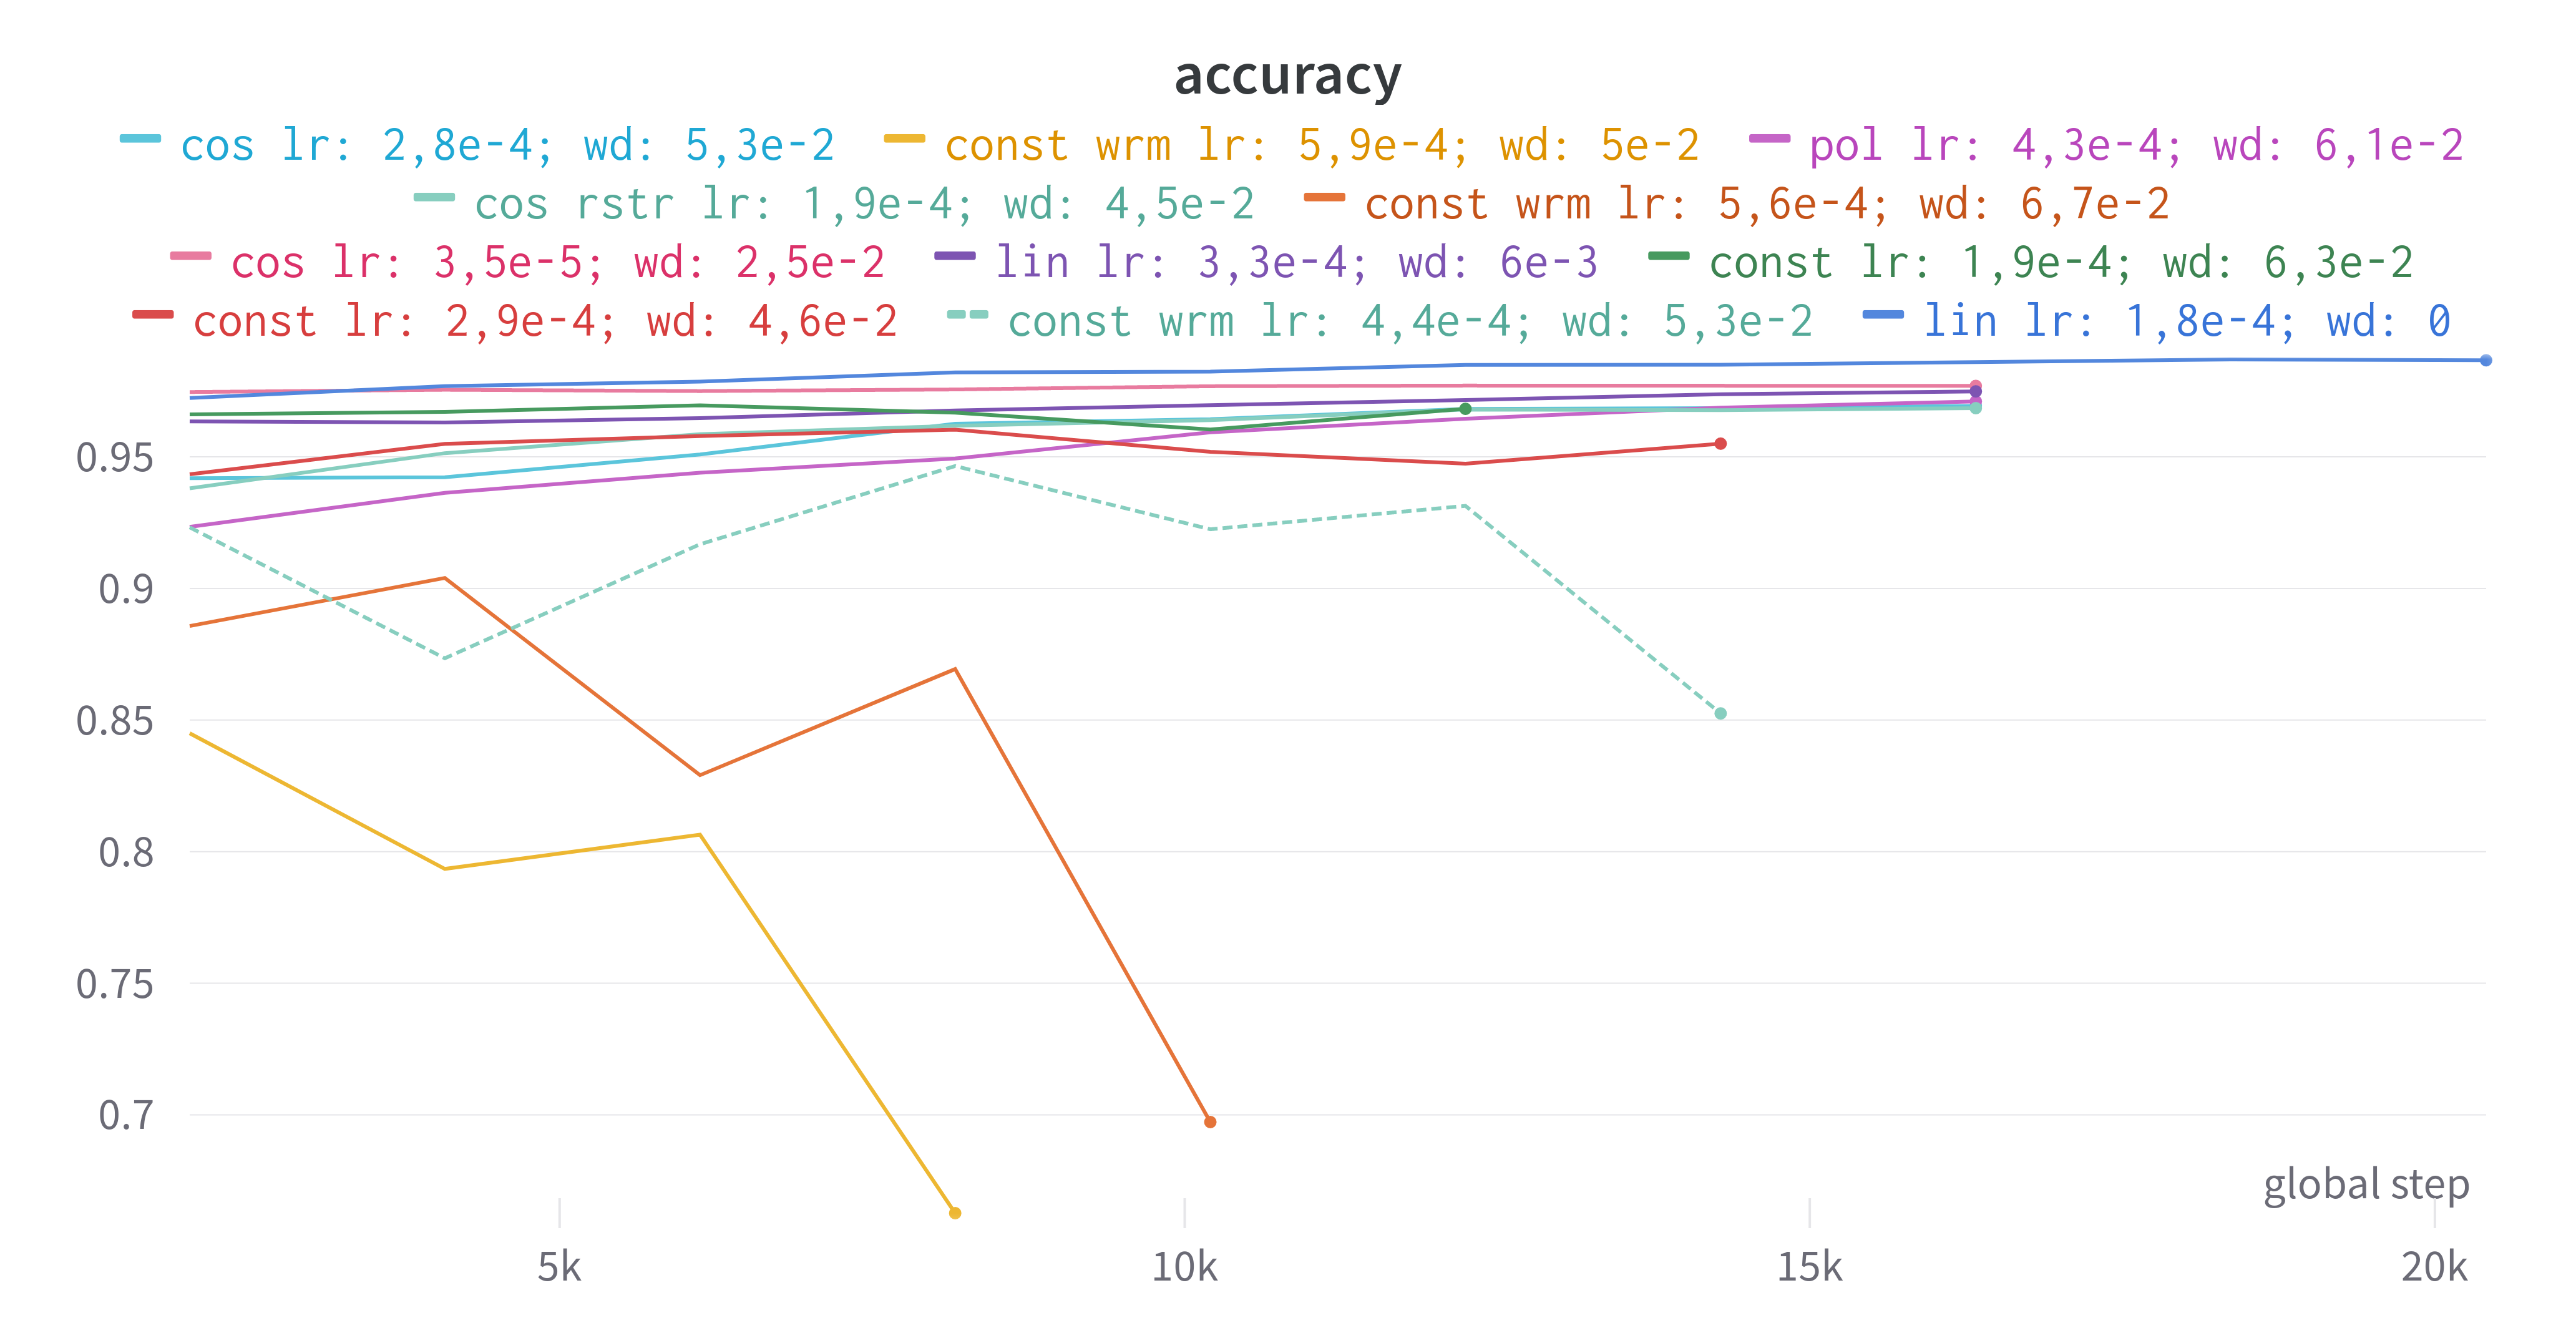 accuracy
cos lr: 2,8e-4; wd: 5,3e-2 const wrm lr: 5,9e-4; wd: 5e-2 pol lr: 4,3e-4; wd: 6,1e-2
cos rstr lr: 1,9e-4; wd: 4,5e-2 const wrm lr: 5,6e-4; wd: 6,7e-2
cos lr: 3,5e-5; wd: 2,5e-2 lin lr: 3,3e-4; wd: 6e-3 const lr: 1,9e-4; wd: 6,3e-2
const lr: 2,9e-4; wd: 4,6e-2 const wrm lr: 4,4e-4; wd: 5,3e-2 lin lr: 1,8e-4; wd: 0
0.95
0.9
0.85
0.8
0.75
0.7
global step
5k 10k 15k 20k